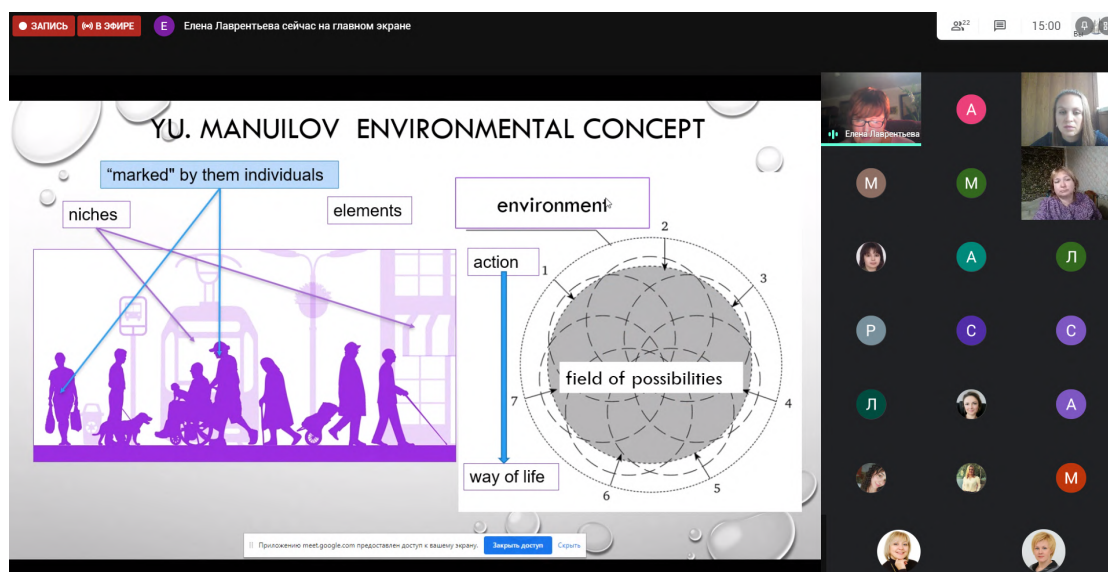 ЗАПИСЬ
В ЭФИРЕ
E
Елена Лаврентьева сейчас на главном экране
22
15:00
YU. MANUILOV ENVIRONMENTAL CONCEPT
“marked" by them individuals
niches
elements
environment
action
1
2
3
4
5
6
7
field of possibilities
way of life
Приложению meet.google.com предоставлен доступ к вашему экрану.
Закрыть доступ
Скрыть
Елена Лаврентьева
А
М
М
А
Л
Р
С
С
Л
А
М